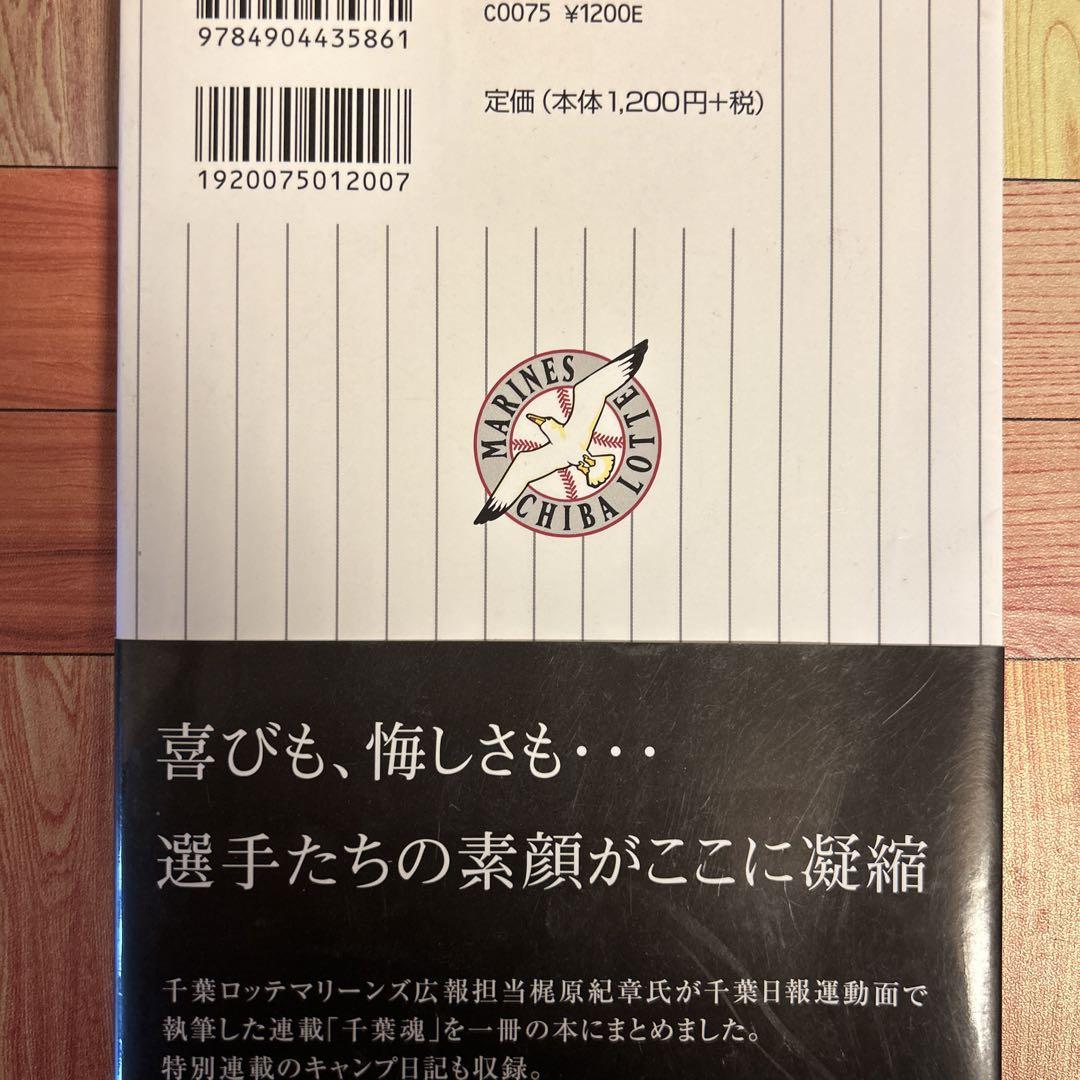 C0075 ¥1200E
9784904435861
定価(本体1,200円+税)
1920075012007
MARINES
CHIBA LOTTE
喜びも、悔しさも・・・
選手たちの素顔がここに凝縮
千葉ロッテマリーンズ広報担当梶原紀章氏が千葉日報運動面で
執筆した連載「千葉魂」を一冊の本にまとめました。
特別連載のキャンプ日記も収録。